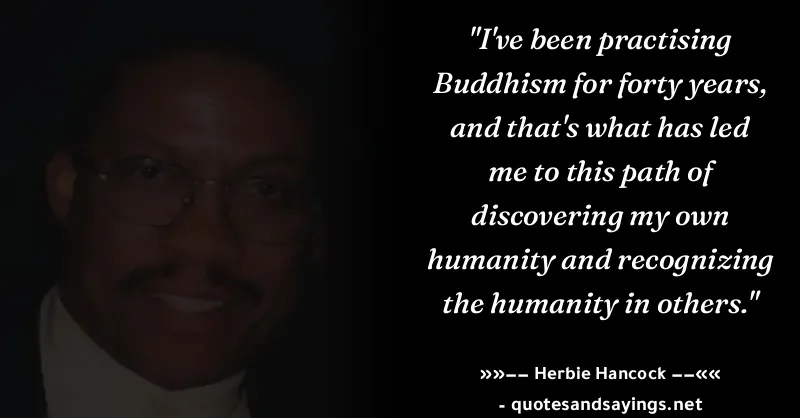 "I've been practising
Buddhism for forty years,
and that's what has led
me to this path of
discovering my own
humanity and recognizing
the humanity in others."
»»−− Herbie Hancock −−««
- quotesandsayings.net